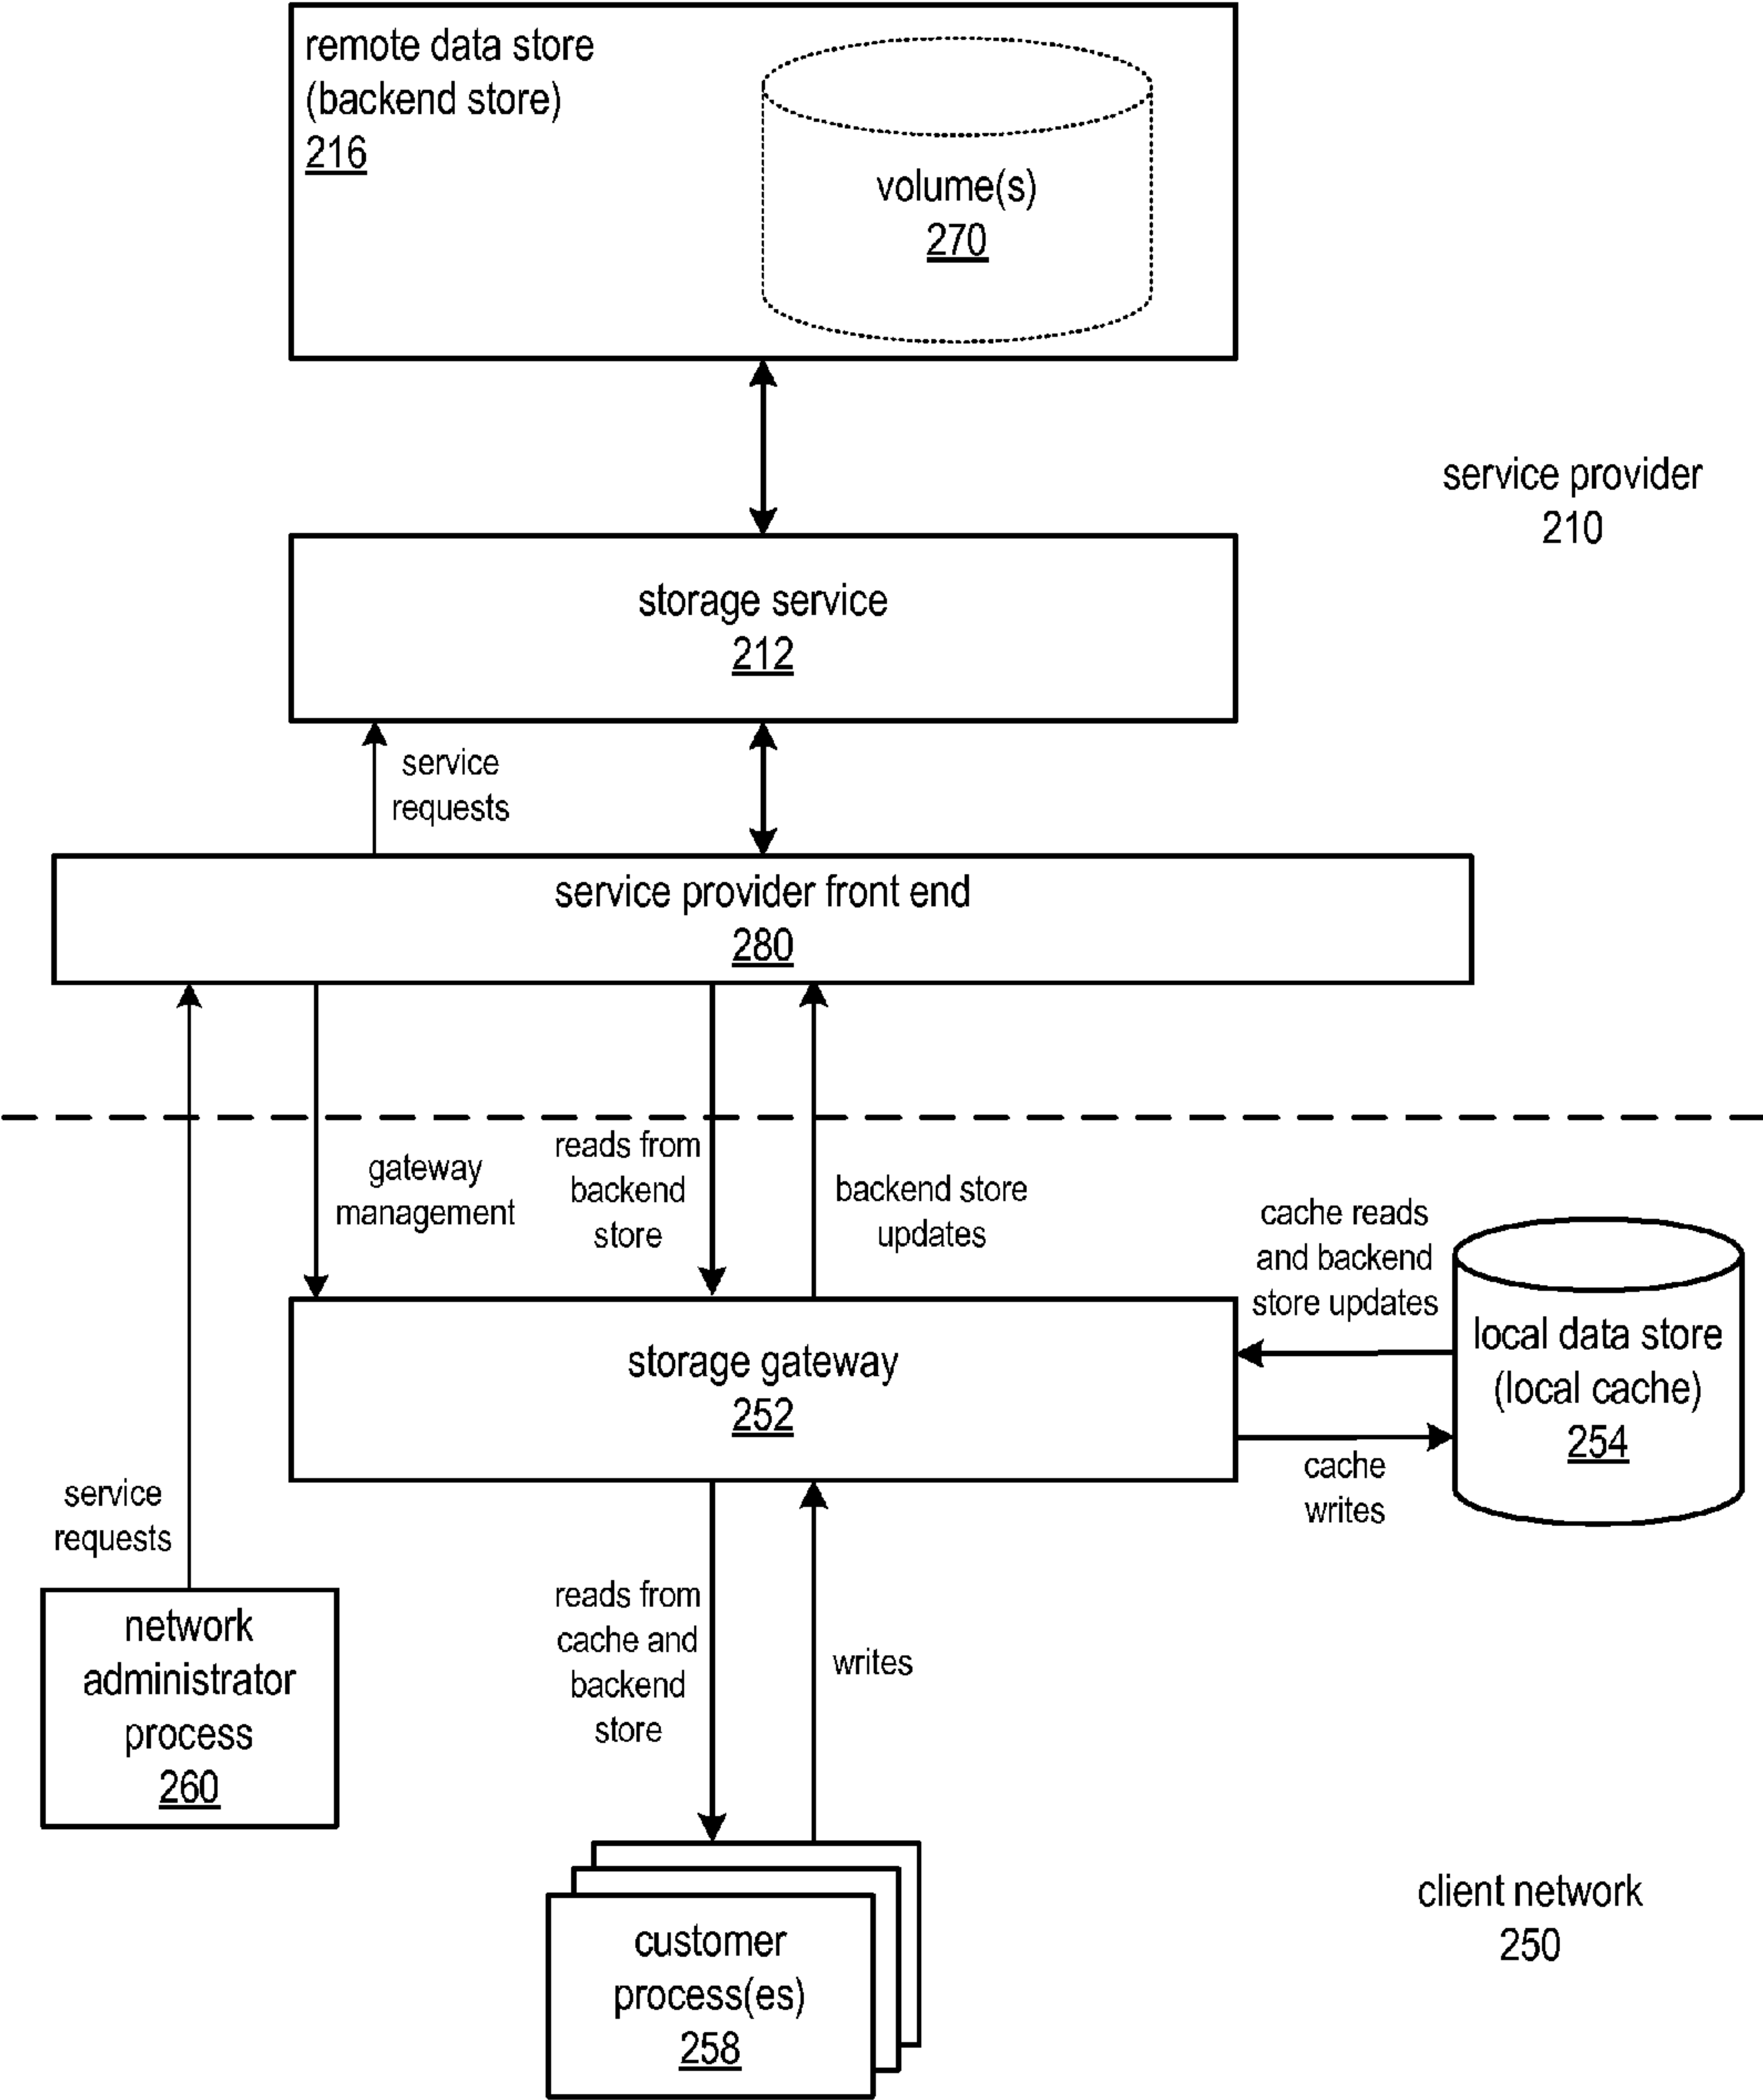 remote data store
(backend store)
216
volume(s)
270
service provider
210
storage service
212
service
requests
service provider front end
280
gateway
management
reads from
backend
store
backend store
updates
cache reads
and backend
store updates
local data store
(local cache)
254
storage gateway
252
cache
writes
service
requests
network
administrator
process
260
reads from
cache and
backend
store
writes
customer
process(es)
258
client network
250